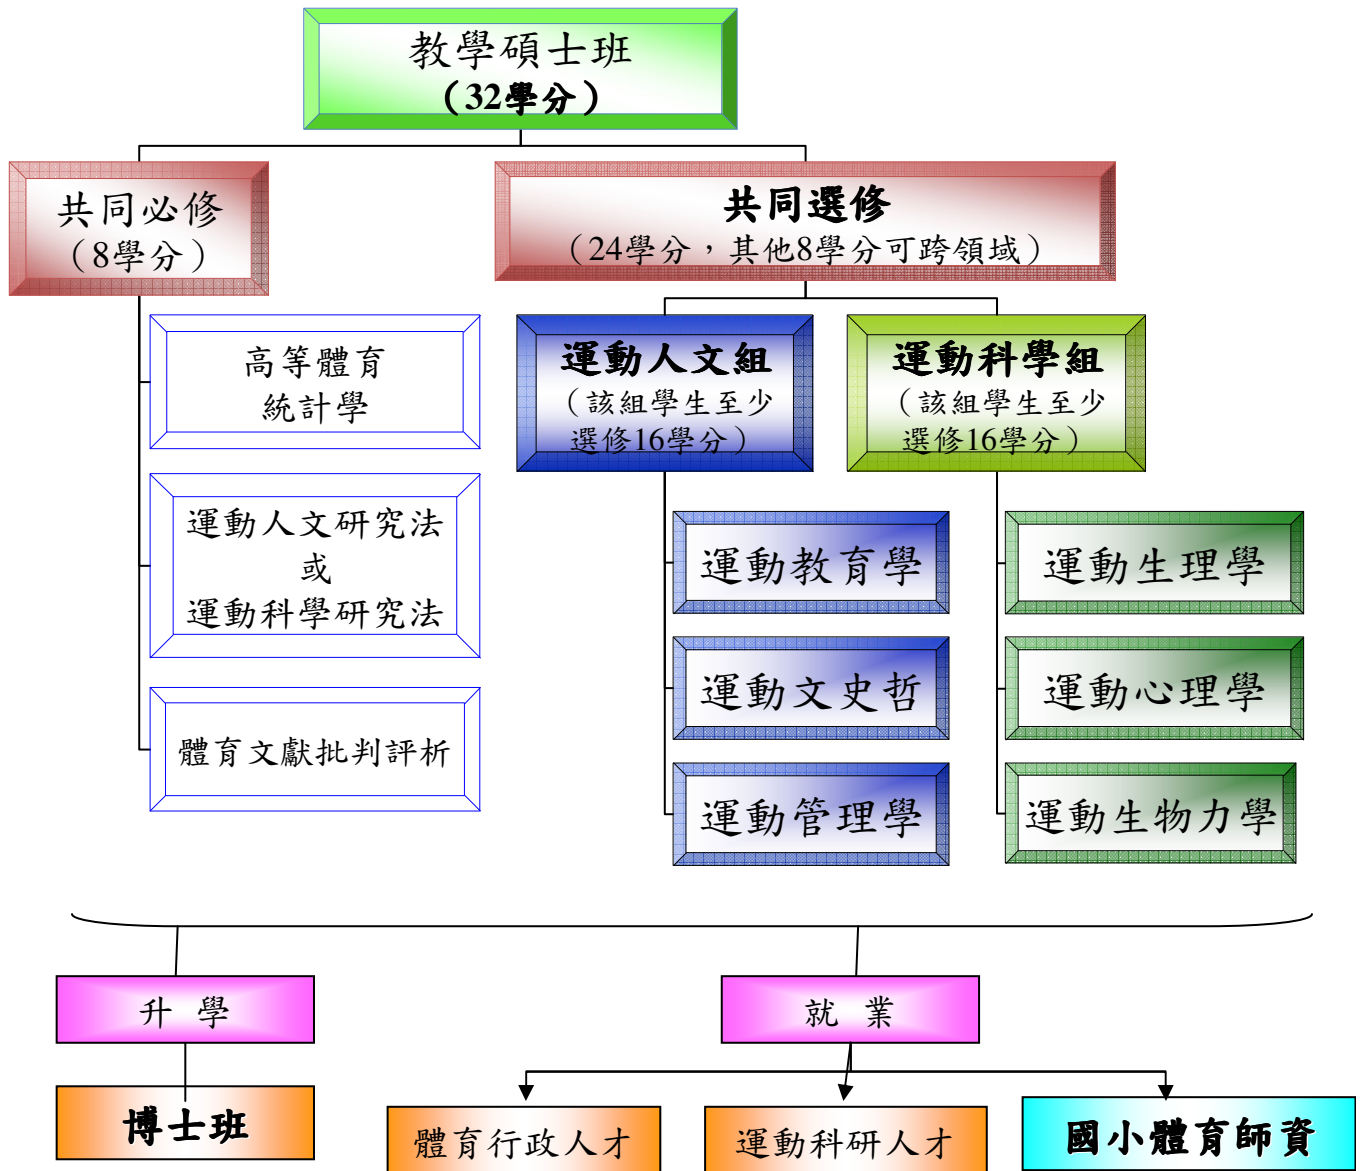 教學碩士班
（32學分）
共同必修
（8學分）
共同選修
（24學分，其他8學分可跨領域）
高等體育
統計學
運動人文研究法
或
運動科學研究法
體育文獻批判評析
運動人文組
（該組學生至少
選修16學分）
運動科學組
（該組學生至少
選修16學分）
運動教育學
運動文史哲
運動管理學
運動生理學
運動心理學
運動生物力學
升 學
就 業
博士班
體育行政人才
運動科研人才
國小體育師資